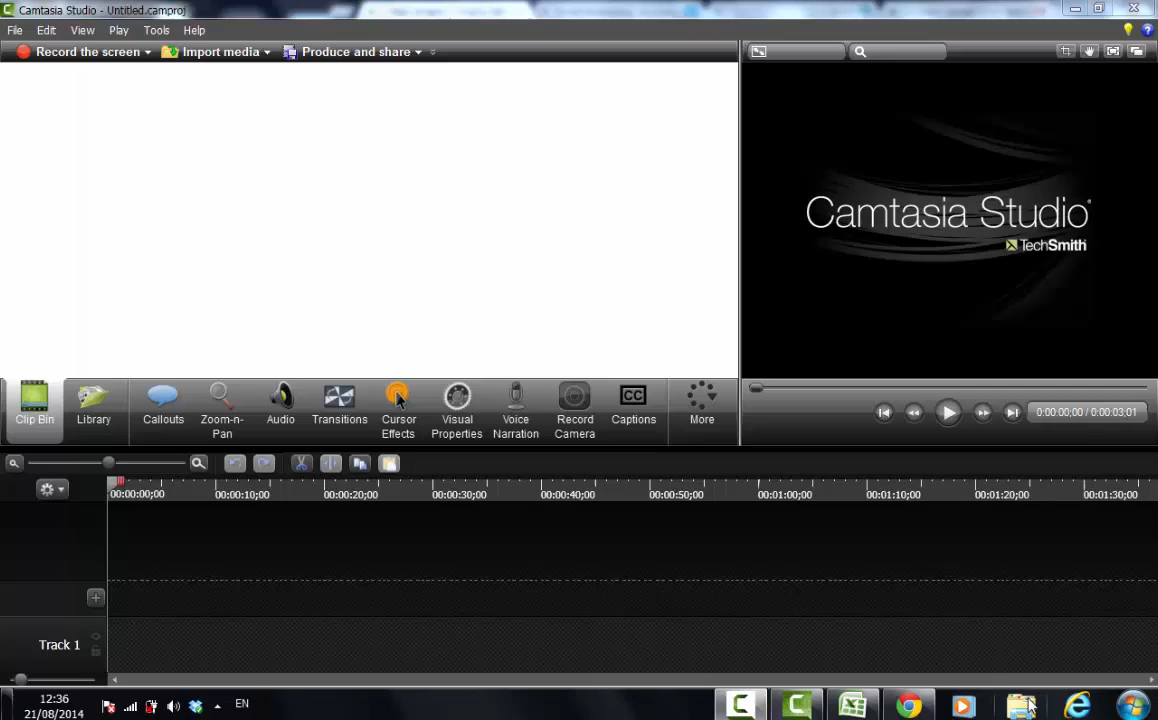 Camtasia Studio - Untitled.camproj
File Edit View Play Tools Help
Record the screen Import media Produce and share
Camtasia Studio®
TechSmith
Clip Bin
Library
Callouts
Zoom-n-
Pan
Audio
Transitions
Cursor
Effects
Visual
Properties
Voice
Narration
Record
Camera
CC
Captions
More
0:00:00;00 / 0:00:03;01
00:00:00;00 00:00:10;00 00:00:20;00 00:00:30;00 00:00:40;00 00:00:50;00 00:01:00;00 00:01:10;00 00:01:20;00 00:01:30;00
Track 1
12:36
21/08/2014
EN